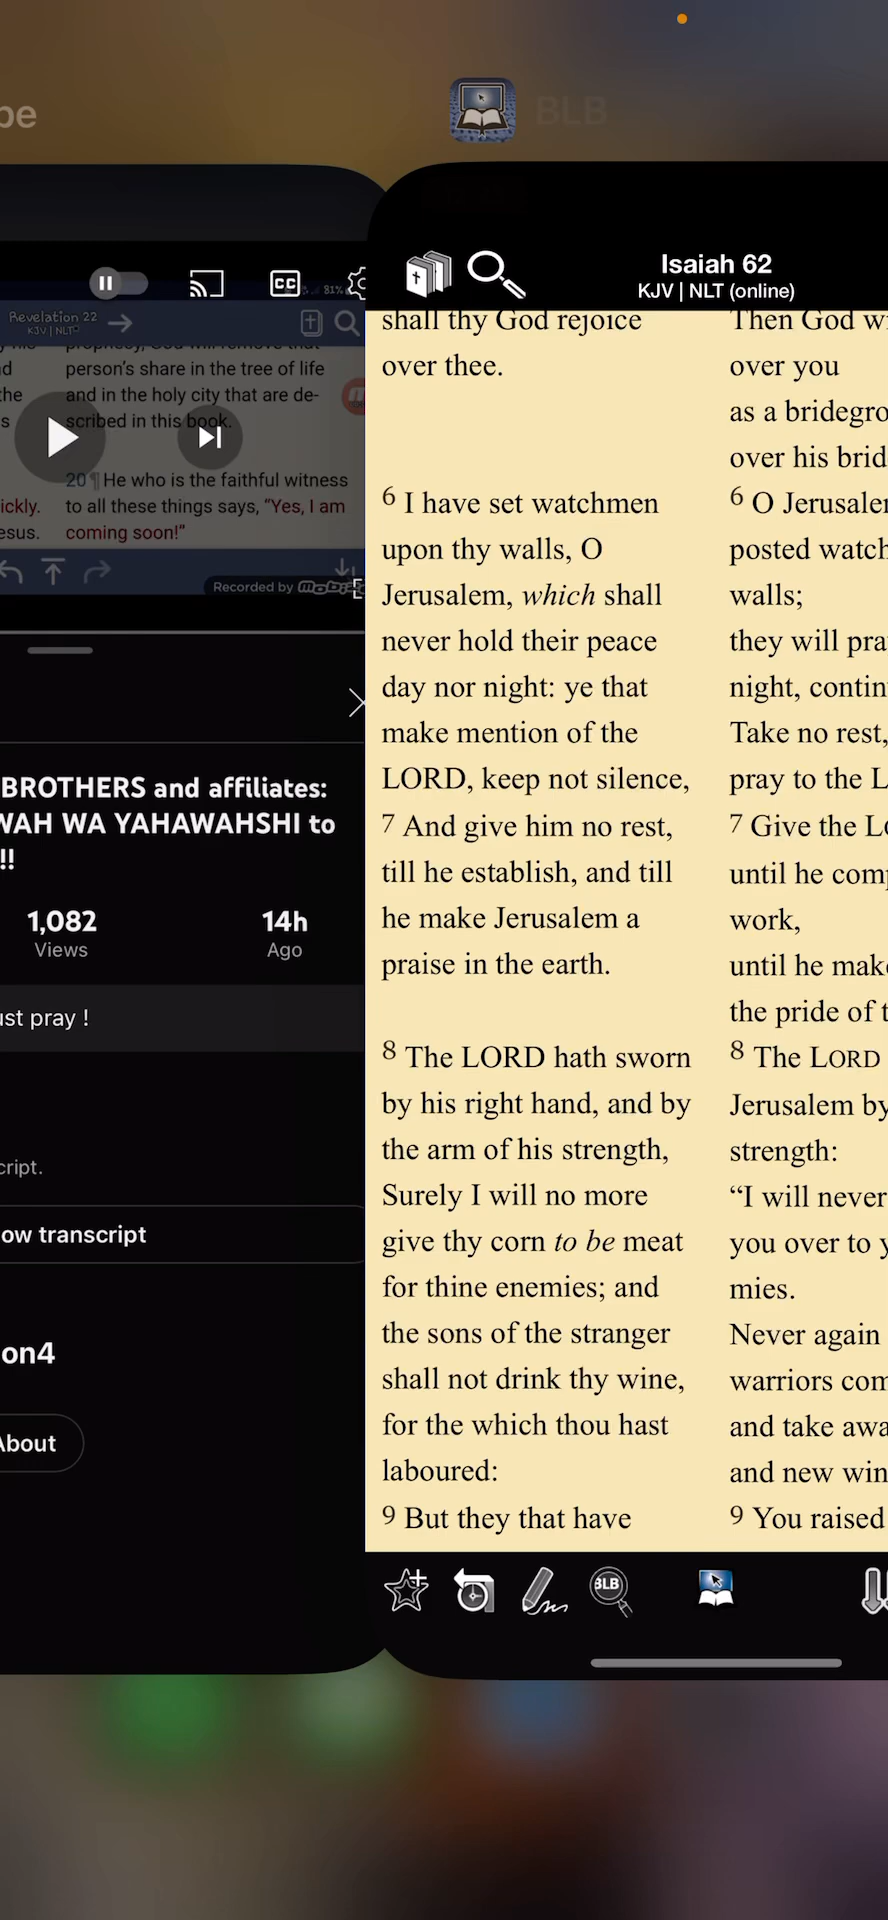 BLB
Isaiah 62
KJV | NLT (online)
81%
Revelation 22
KJV | NLT
person's share in the tree of life
and in the holy city that are de-
scribed in this book.
20 ¶ He who is the faithful witness
to all these things says, “Yes, I am
coming soon!”
the
ickly.
esus.
Recorded by
BROTHERS and affiliates:
WAH WA YAHAWAHSHI to
!!
1,082
Views
14h
Ago
ust pray !
cript.
ow transcript
on4
About
shall thy God rejoice
over thee.
6 I have set watchmen
upon thy walls, O
Jerusalem, which shall
never hold their peace
day nor night: ye that
make mention of the
LORD, keep not silence,
7 And give him no rest,
till he establish, and till
he make Jerusalem a
praise in the earth.
8 The LORD hath sworn
by his right hand, and by
the arm of his strength,
Surely I will no more
give thy corn to be meat
for thine enemies; and
the sons of the stranger
shall not drink thy wine,
for the which thou hast
laboured:
9 But they that have
Then God wi
over you
as a bridegro
over his brid
6 O Jerusaler
posted watch
walls;
they will pra
night, contin
Take no rest,
pray to the L
7 Give the Lo
until he comp
work,
until he make
the pride of t
8 The LORD
Jerusalem by
strength:
“I will never
you over to y
mies.
Never again
warriors com
and take awa
and new win
9 You raised
BLB